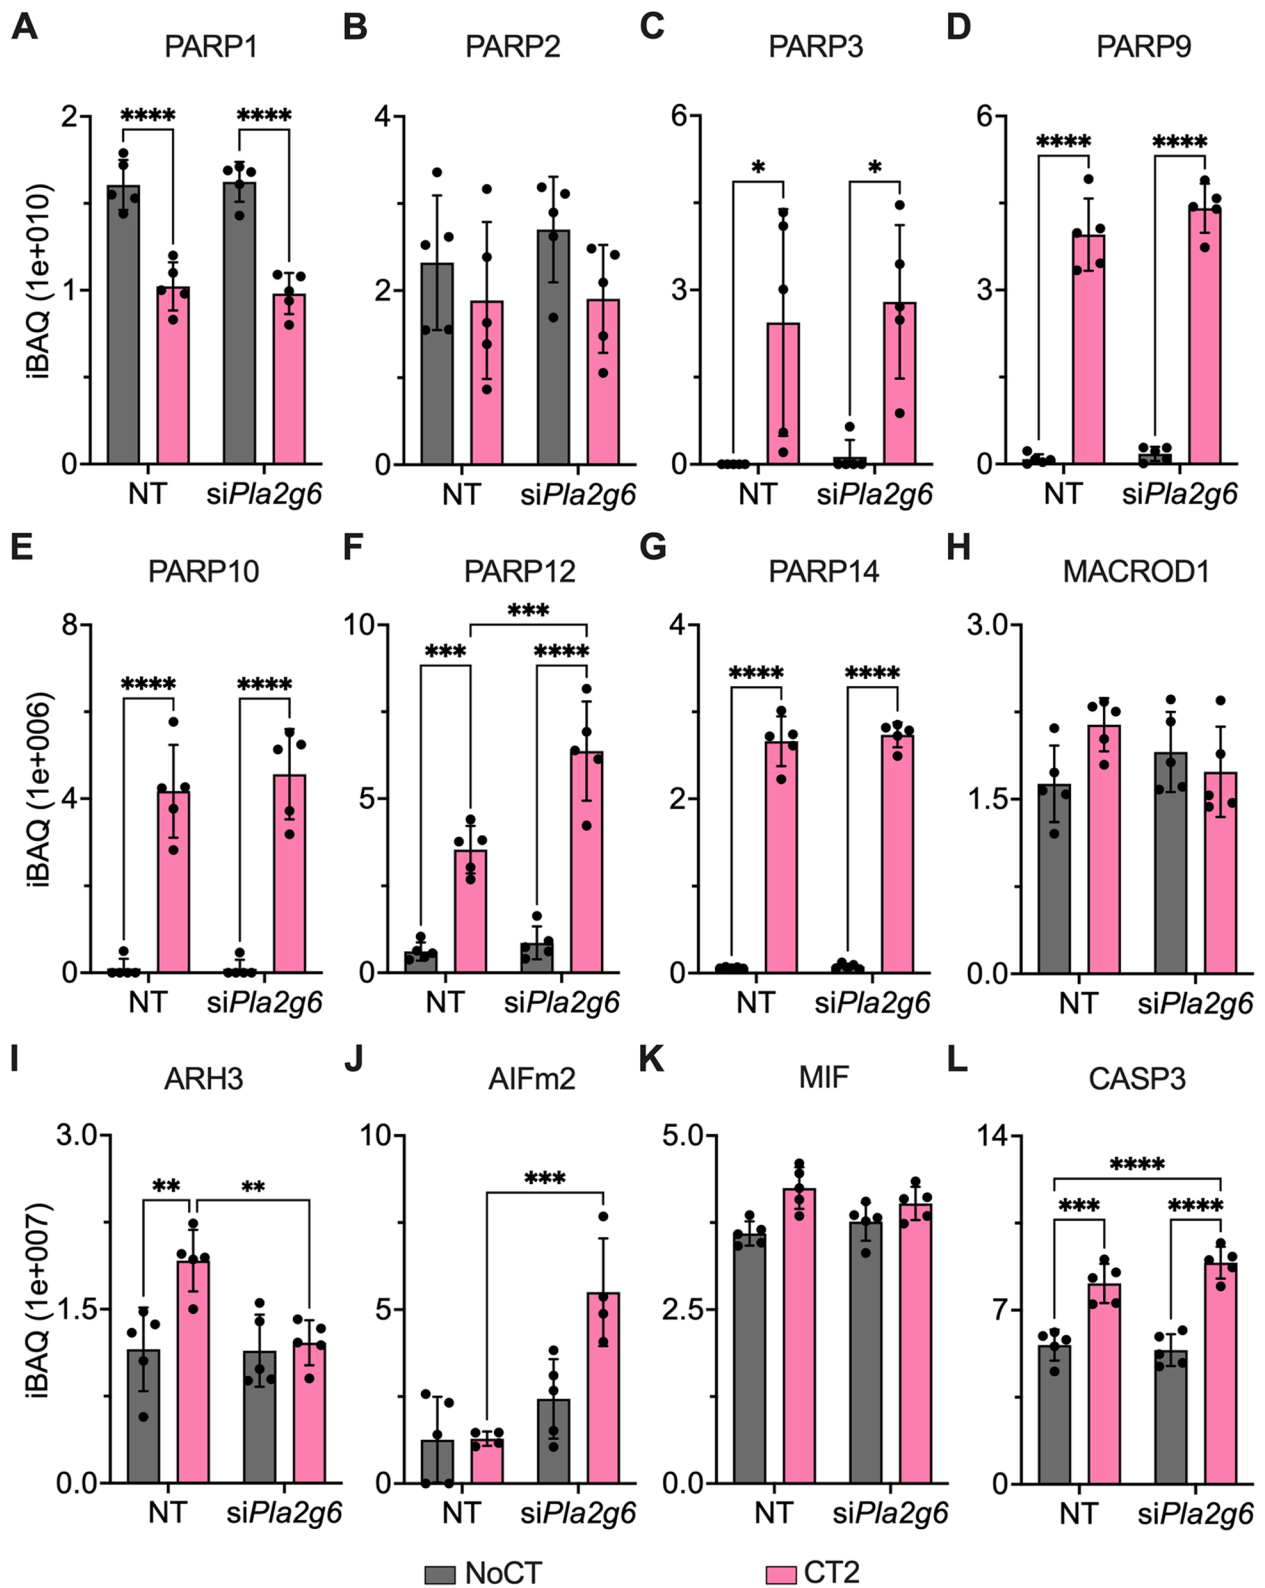 A B C D
PARP1 PARP2 PARP3 PARP9
iBAQ (1e+010)
2 **** **** 4 6 * * 6 **** ****
1 2 3 3
0 0 0 0
NT siPla2g6 NT siPla2g6 NT siPla2g6 NT siPla2g6
E F G H
PARP10 PARP12 PARP14 MACROD1
iBAQ (1e+006)
8 **** **** 10 *** *** **** 4 **** **** 3.0
4 5 2 1.5
0 0 0 0.0
NT siPla2g6 NT siPla2g6 NT siPla2g6 NT siPla2g6
I J K L
ARH3 AIFm2 MIF CASP3
iBAQ (1e+007)
3.0 ** ** 10 *** 5.0 14 **** *** ****
1.5 5 2.5 7
0.0 0 0.0 0
NT siPla2g6 NT siPla2g6 NT siPla2g6 NT siPla2g6
NoCT CT2